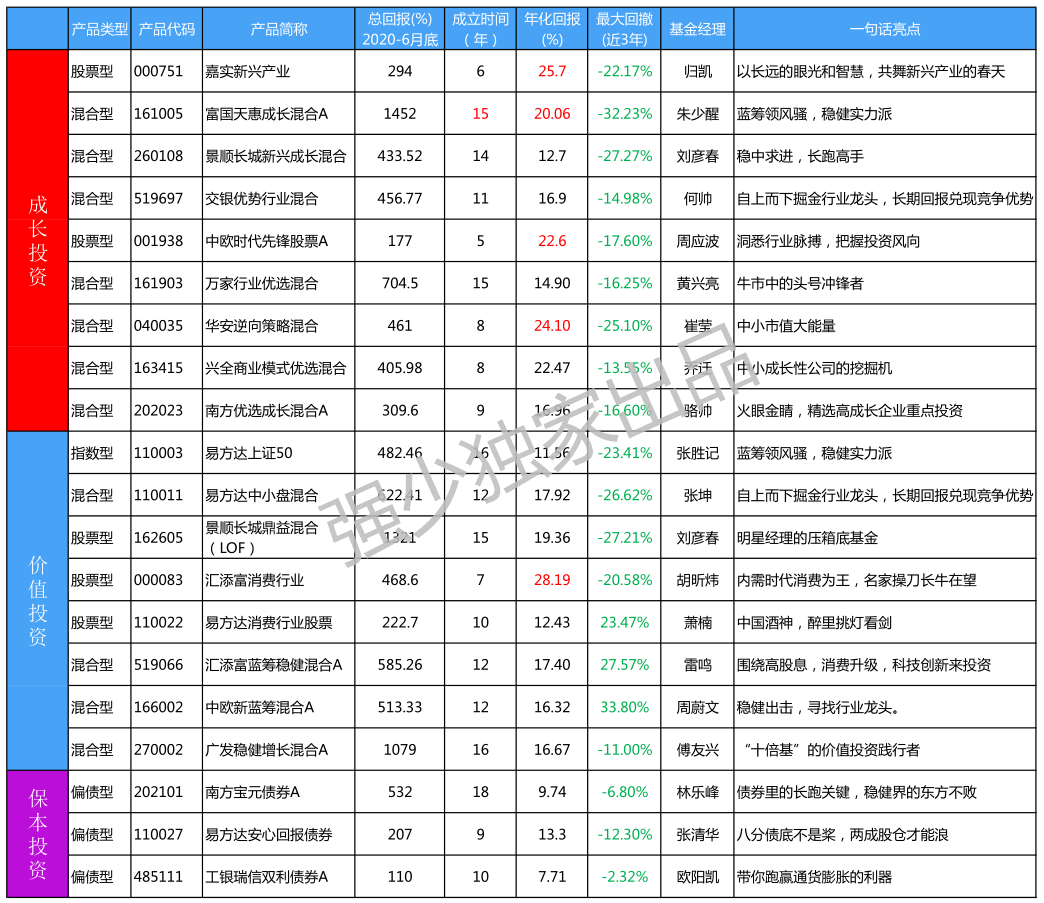 产品类型 产品代码 产品简称 总回报(%) 成立时间 年化回报 最大回撤 基金经理 一句话亮点
2020-6月底 （年） (%) (近3年)
成长投资
股票型 000751 嘉实新兴产业 294 6 25.7 -22.17% 归凯 以长远的眼光和智慧，共舞新兴产业的春天
混合型 161005 富国天惠成长混合A 1452 15 20.06 -32.23% 朱少醒 蓝筹领风骚，稳健实力派
混合型 260108 景顺长城新兴成长混合 433.52 14 12.7 -27.27% 刘彦春 稳中求进，长跑高手
混合型 519697 交银优势行业混合 456.77 11 16.9 -14.98% 何帅 自上而下掘金行业龙头，长期回报兑现竞争优势
股票型 001938 中欧时代先锋股票A 177 5 22.6 -17.60% 周应波 洞悉行业脉搏，把握投资风向
混合型 161903 万家行业优选混合 704.5 15 14.90 -16.25% 黄兴亮 牛市中的头号冲锋者
混合型 040035 华安逆向策略混合 461 8 24.10 -25.10% 崔莹 中小市值大能量
混合型 163415 兴全商业模式优选混合 405.98 8 22.47 -13.55% 乔迁 中小成长性公司的挖掘机
混合型 202023 南方优选成长混合A 309.6 9 16.96 -16.60% 骆帅 火眼金睛，精选高成长企业重点投资
价值投资
指数型 110003 易方达上证50 482.46 16 11.56 -23.41% 张胜记 蓝筹领风骚，稳健实力派
混合型 110011 易方达中小盘混合 622.41 12 17.92 -26.62% 张坤 自上而下掘金行业龙头，长期回报兑现竞争优势
股票型 162605 景顺长城鼎益混合 1321 15 19.36 -27.21% 刘彦春 明星经理的压箱底基金
（LOF）
股票型 000083 汇添富消费行业 468.6 7 28.19 -20.58% 胡昕炜 内需时代消费为王，名家操刀长牛在望
股票型 110022 易方达消费行业股票 222.7 10 12.43 23.47% 萧楠 中国酒神，醉里挑灯看剑
混合型 519066 汇添富蓝筹稳健混合A 585.26 12 17.40 27.57% 雷鸣 围绕高股息，消费升级，科技创新来投资
混合型 166002 中欧新蓝筹混合A 513.33 12 16.32 33.80% 周蔚文 稳健出击，寻找行业龙头。
混合型 270002 广发稳健增长混合A 1079 16 16.67 -11.00% 傅友兴 “十倍基”的价值投资践行者
保本投资
偏债型 202101 南方宝元债券A 532 18 9.74 -6.80% 林乐峰 债券里的长跑关键，稳健界的东方不败
偏债型 110027 易方达安心回报债券 207 9 13.3 -12.30% 张清华 八分债底不是桨，两成股仓才能浪
偏债型 485111 工银瑞信双利债券A 110 10 7.71 -2.32% 欧阳凯 带你跑赢通货膨胀的利器
强少独家出品